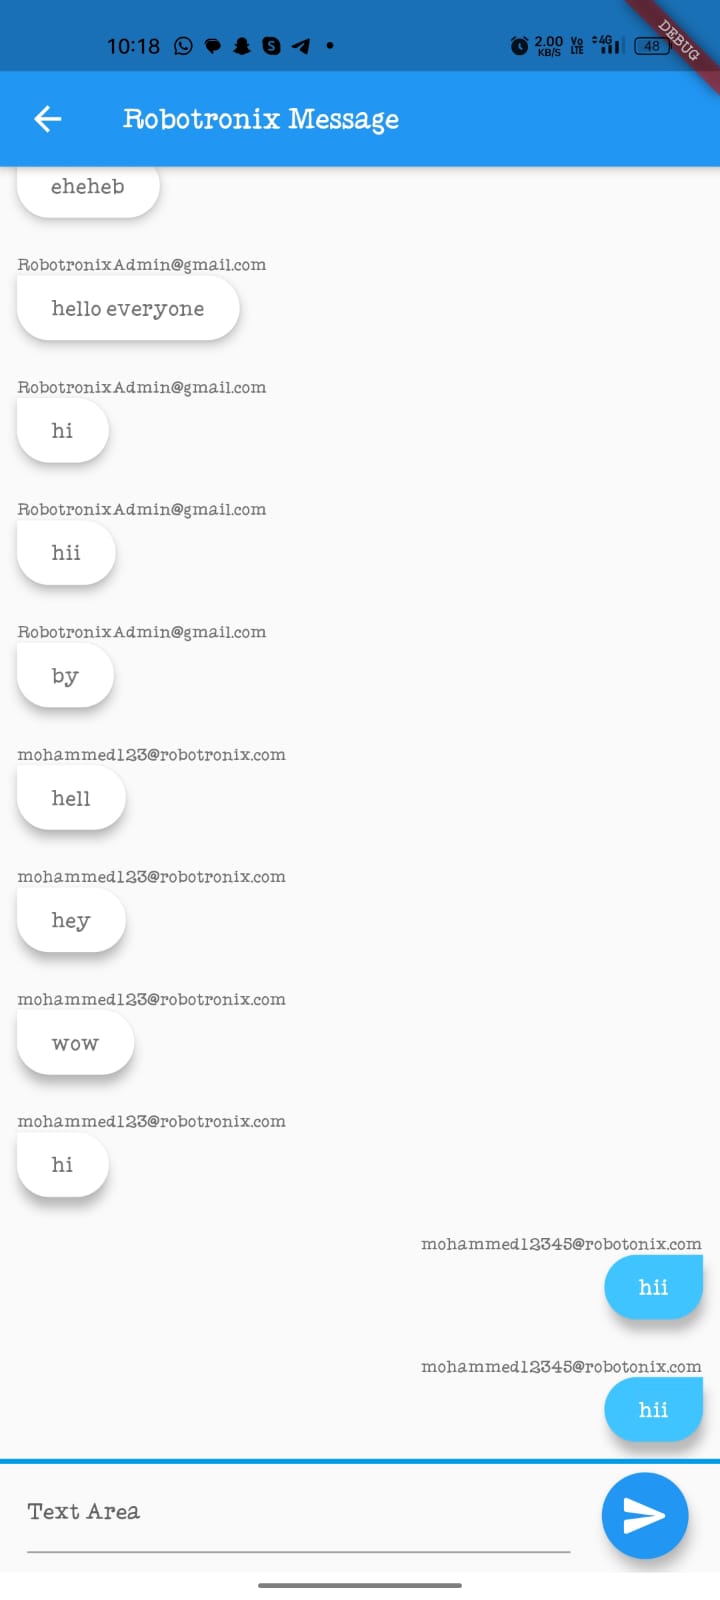 10:18
2.00 KB/S
Vo LTE
4G
48
DEBUG
Robotronix Message
eheheb
RobotronixAdmin@gmail.com
hello everyone
RobotronixAdmin@gmail.com
hi
RobotronixAdmin@gmail.com
hii
RobotronixAdmin@gmail.com
by
mohammed123@robotronix.com
hell
mohammed123@robotronix.com
hey
mohammed123@robotronix.com
wow
mohammed123@robotronix.com
hi
mohammed12345@robotonix.com
hii
mohammed12345@robotonix.com
hii
Text Area